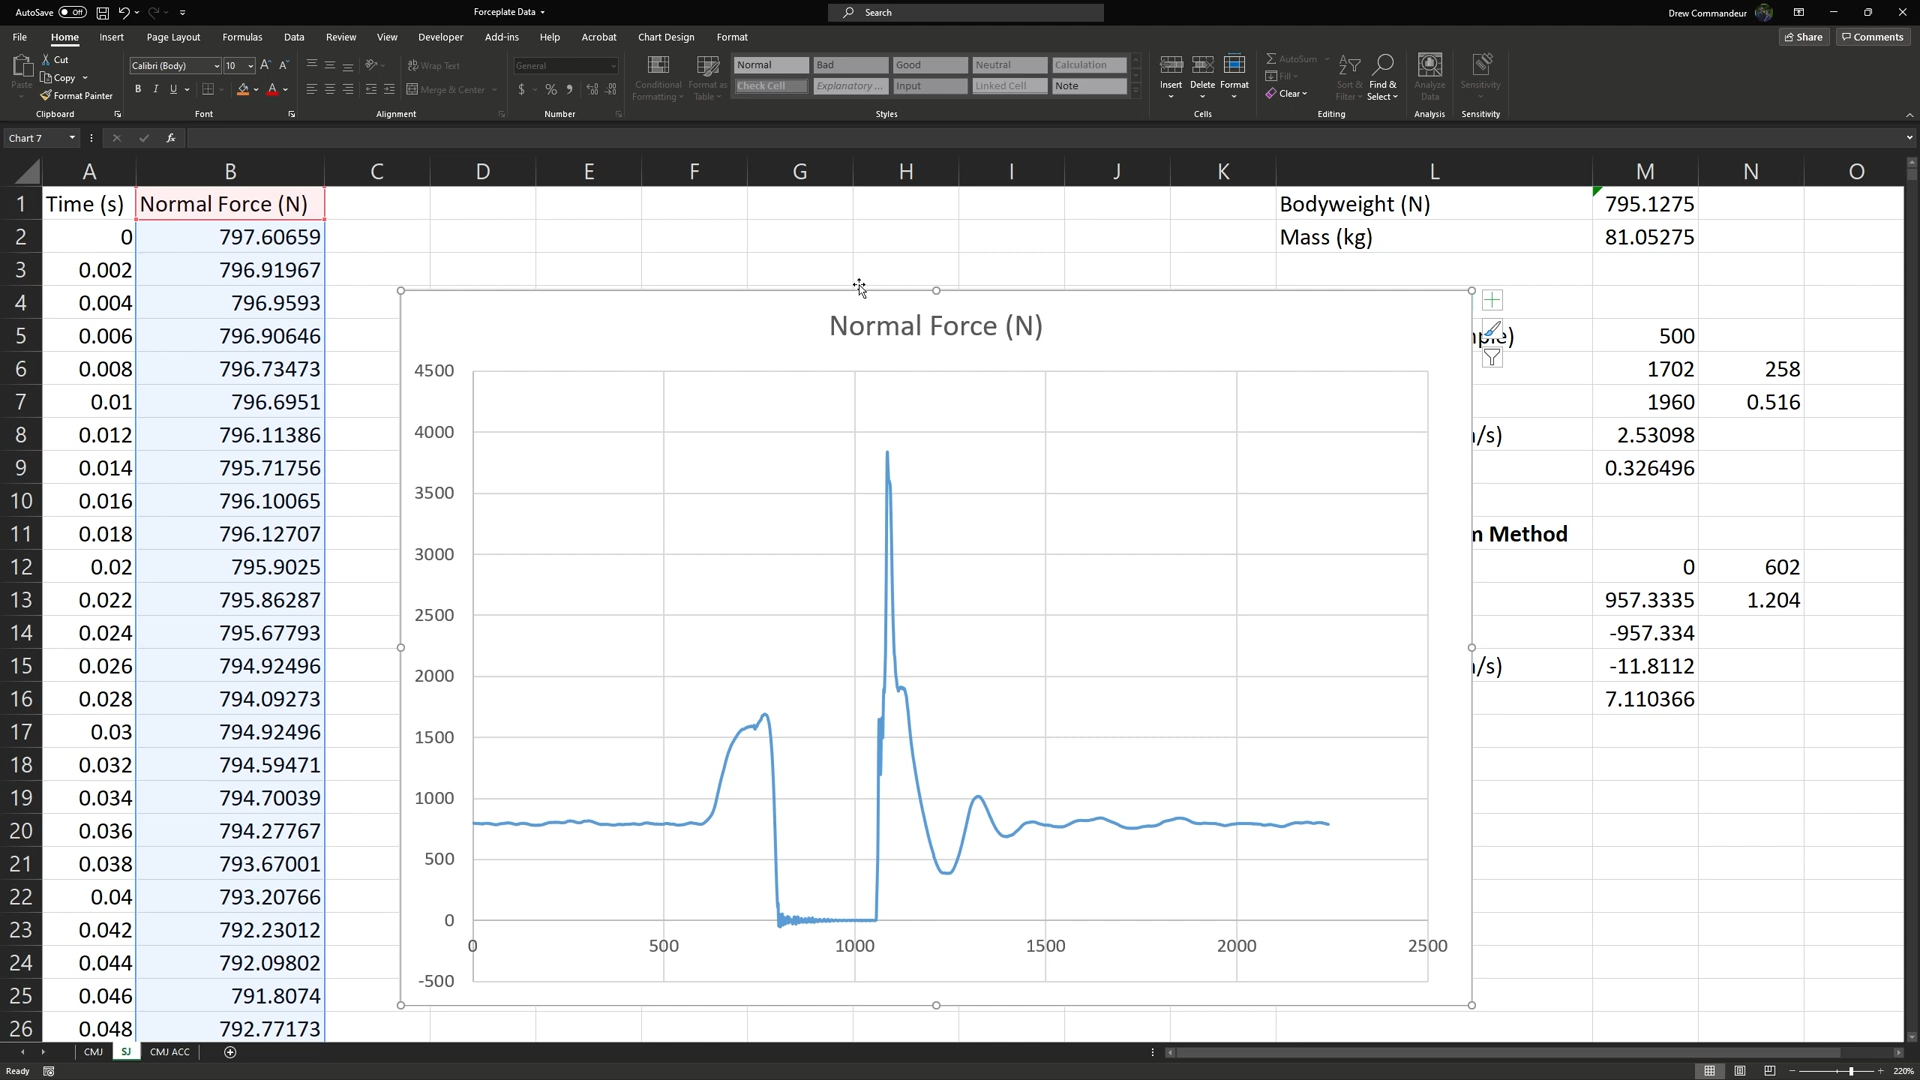 AutoSave Off
Forceplate Data
Search
Drew Commandeur
File Home Insert Page Layout Formulas Data Review View Developer Add-ins Help Acrobat Chart Design Format
Share Comments
Paste
Cut
Copy
Format Painter
Clipboard
Calibri (Body) 10
B I U
A A
Font
Wrap Text
Merge & Center
Alignment
General
$ % 9
Number
Conditional Formatting
Format as Table
Normal Bad Good Neutral Calculation
Check Cell Explanatory ... Input Linked Cell Note
Styles
Insert Delete Format
Cells
AutoSum
Fill
Clear
Sort & Filter
Find & Select
Editing
Analyze Data
Analysis
Sensitivity
Sensitivity
Chart 7
fx
A B C D E F G H I J K L M N O
1 Time (s) Normal Force (N) Bodyweight (N) 795.1275
2 0 797.60659 Mass (kg) 81.05275
3 0.002 796.91967
4 0.004 796.9593
5 0.006 796.90646 ple) 500
6 0.008 796.73473 1702 258
7 0.01 796.6951 1960 0.516
8 0.012 796.11386 /s) 2.53098
9 0.014 795.71756 0.326496
10 0.016 796.10065
11 0.018 796.12707 n Method
12 0.02 795.9025 0 602
13 0.022 795.86287 957.3335 1.204
14 0.024 795.67793 -957.334
15 0.026 794.92496 /s) -11.8112
16 0.028 794.09273 7.110366
17 0.03 794.92496
18 0.032 794.59471
19 0.034 794.70039
20 0.036 794.27767
21 0.038 793.67001
22 0.04 793.20766
23 0.042 792.23012
24 0.044 792.09802
25 0.046 791.8074
26 0.048 792.77173
Normal Force (N)
4500
4000
3500
3000
2500
2000
1500
1000
500
0
-500
0 500 1000 1500 2000 2500
CMJ SJ CMJ ACC
Ready
220%